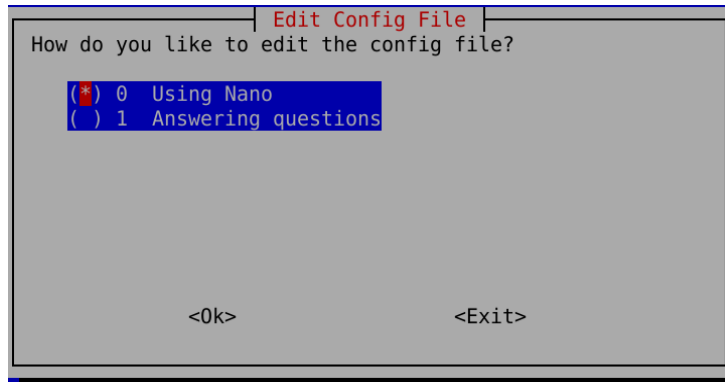 Edit Config File
How do you like to edit the config file?
(*) 0 Using Nano
( ) 1 Answering questions
<Ok> <Exit>